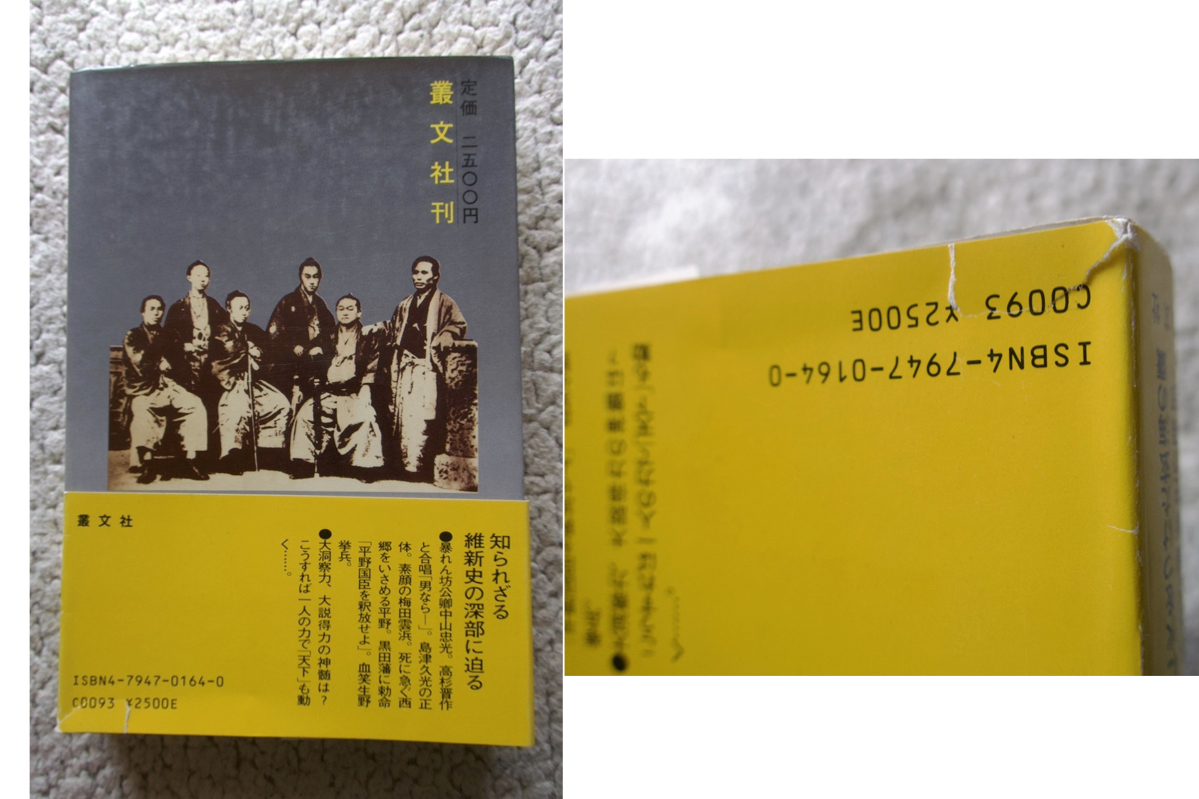 定価 二五〇〇円
叢文社刊
知られざる
維新史の深部に迫る
●暴れん坊公卿中山忠光。高杉晋作
と合唱「男なら―」。島津久光の正
体。素顔の梅田雲浜。死に急ぐ西
郷をいさめる平野。黒田藩に勅命
「平野国臣を釈放せよ」。血笑生野
挙兵。
●大洞察力、大説得力の神髄は?
こうすれば一人の力で「天下」も動
く……。
叢文社
ISBN4-7947-0164-0
C0093 ¥2500E
C0093 ¥2500E
ISBN4-7947-0164-0